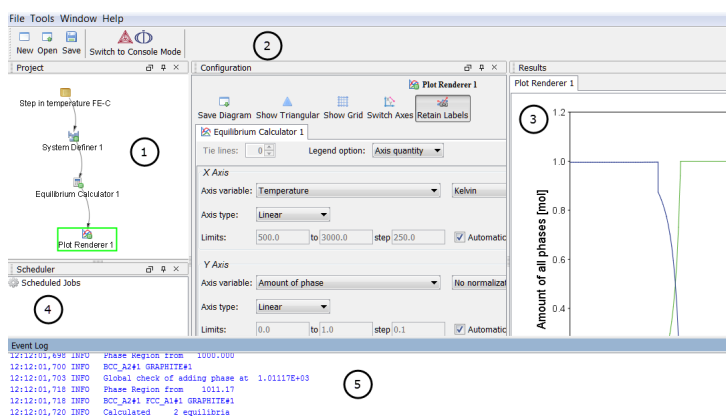 File Tools Window Help
New Open Save Switch to Console Mode
Project
Step in temperature FE-C
System Definer 1
Equilibrium Calculator 1
Plot Renderer 1
1
Scheduler
Scheduled Jobs
4
2
Configuration
Plot Renderer 1
Save Diagram Show Triangular Show Grid Switch Axes Retain Labels
Equilibrium Calculator 1
Tie lines: 0 Legend option: Axis quantity
X Axis
Axis variable: Temperature Kelvin
Axis type: Linear
Limits: 500.0 to 3000.0 step 250.0 Automatic
Y Axis
Axis variable: Amount of phase No normalizat
Axis type: Linear
Limits: 0.0 to 1.0 step 0.1 Automatic
Results
Plot Renderer 1
3
1.2
1.0
0.8
0.6
0.4
Amount of all phases [mol]
Event Log
12:12:01,698 INFO Phase Region from 1000.000
12:12:01,700 INFO BCC_A2#1 GRAPHITE#1
12:12:01,703 INFO Global check of adding phase at 1.01117E+03
12:12:01,718 INFO Phase Region from 1011.17
12:12:01,718 INFO BCC_A2#1 FCC_A1#1 GRAPHITE#1
12:12:01,720 INFO Calculated 2 equilibria
5